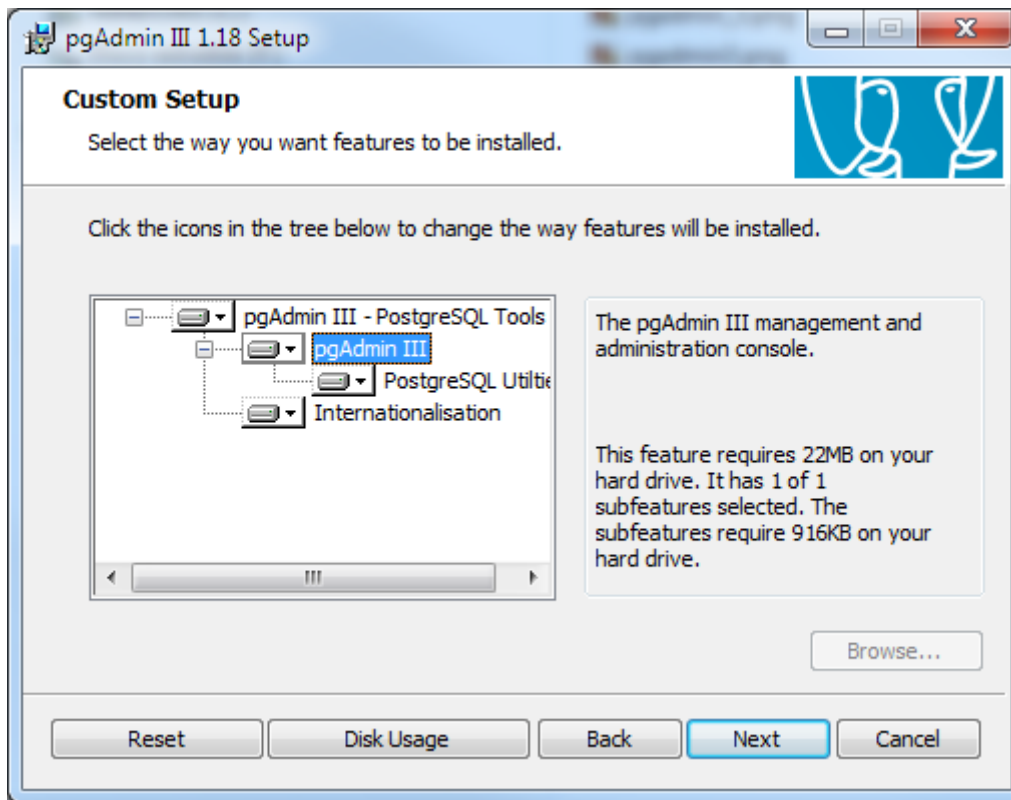 pgAdmin III 1.18 Setup
Custom Setup
Select the way you want features to be installed.
Click the icons in the tree below to change the way features will be installed.
pgAdmin III - PostgreSQL Tools
pgAdmin III
PostgreSQL Utiltie
Internationalisation
The pgAdmin III management and
administration console.
This feature requires 22MB on your
hard drive. It has 1 of 1
subfeatures selected. The
subfeatures require 916KB on your
hard drive.
Browse...
Reset Disk Usage Back Next Cancel